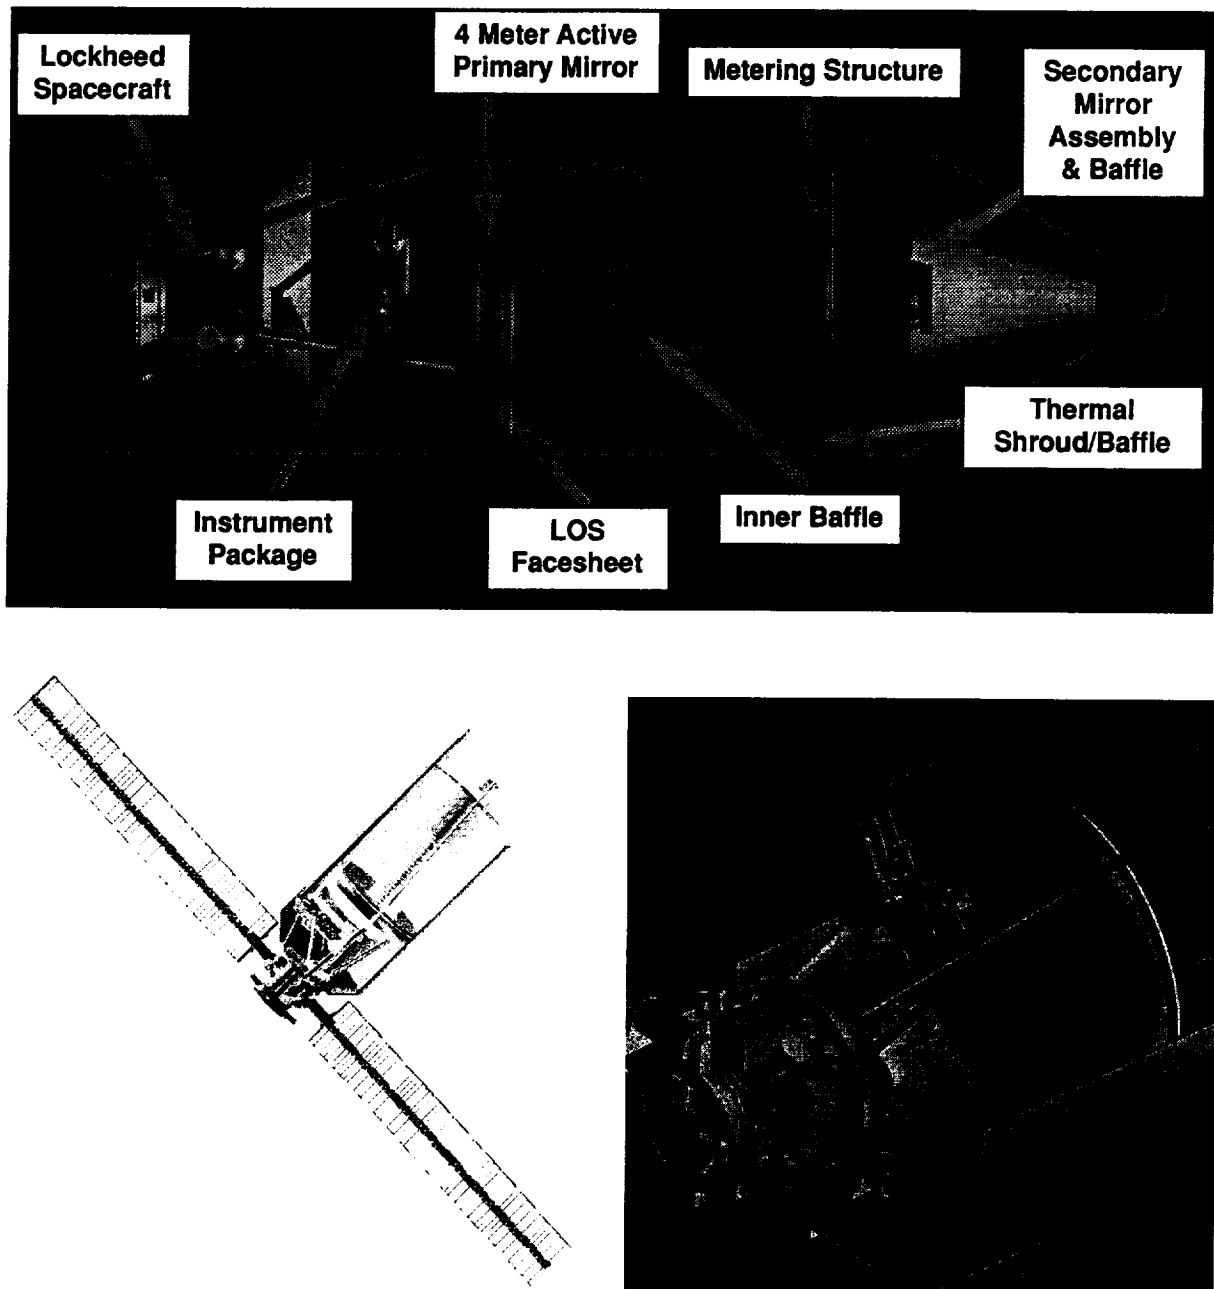 Lockheed
Spacecraft
4 Meter Active
Primary Mirror
Metering Structure
Secondary
Mirror
Assembly
& Baffle
Thermal
Shroud/Baffle
Instrument
Package
LOS
Facesheet
Inner Baffle